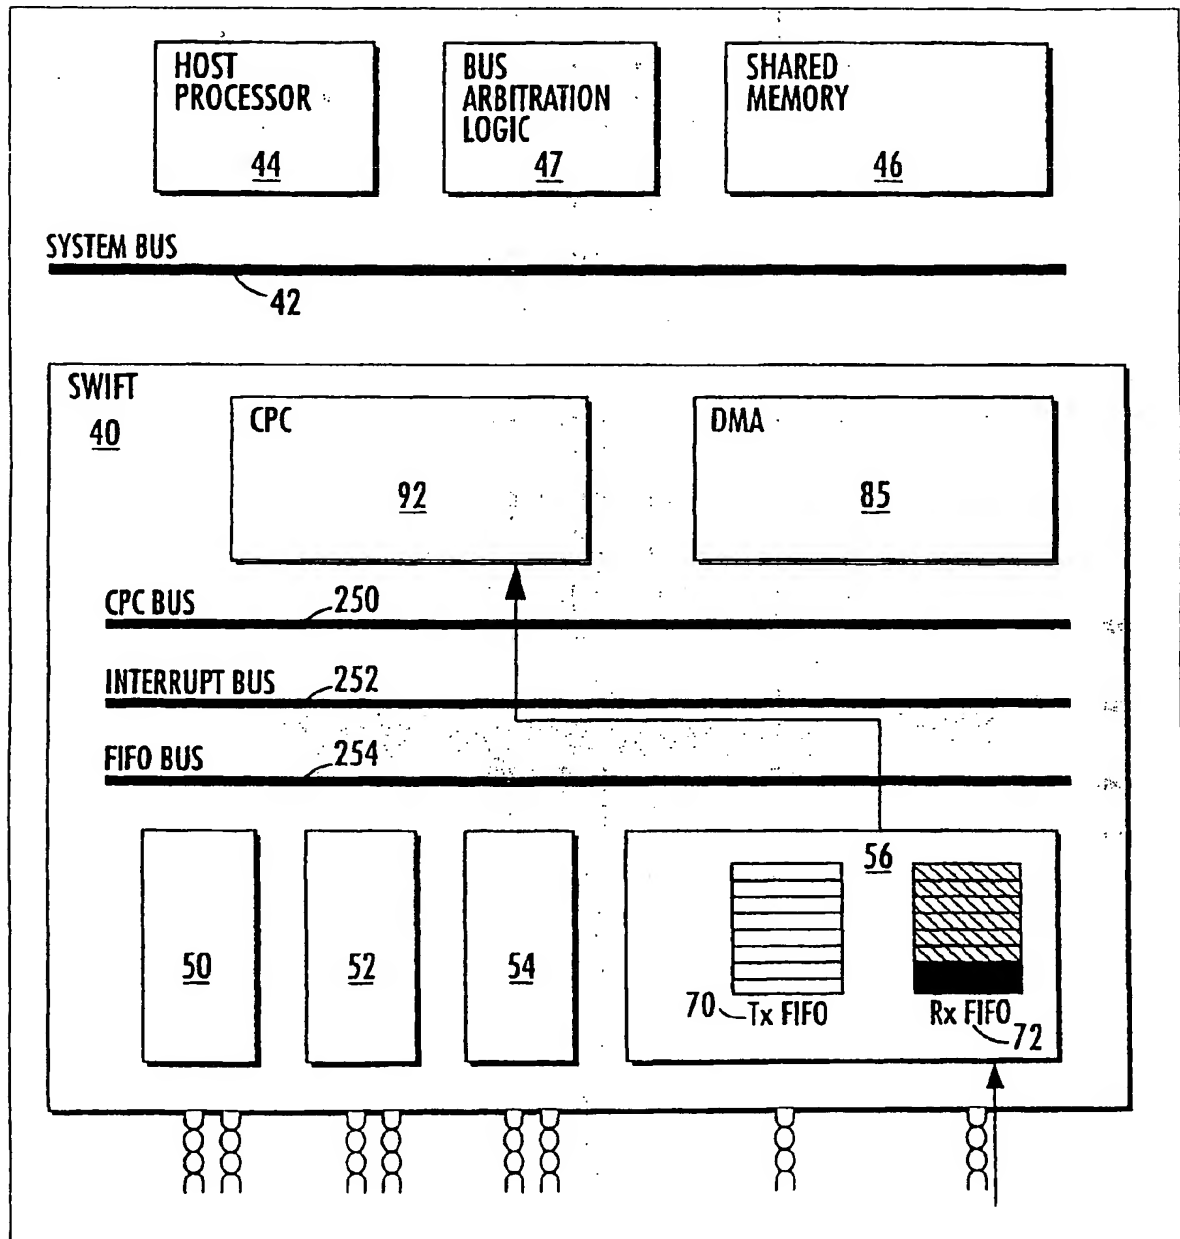 HOST
PROCESSOR
44
BUS
ARBITRATION
LOGIC
47
SHARED
MEMORY
46
SYSTEM BUS
42
SWIFT
40
CPC
92
DMA
85
CPC BUS
250
INTERRUPT BUS
252
FIFO BUS
254
50
52
54
56
70
Tx FIFO
Rx FIFO
72